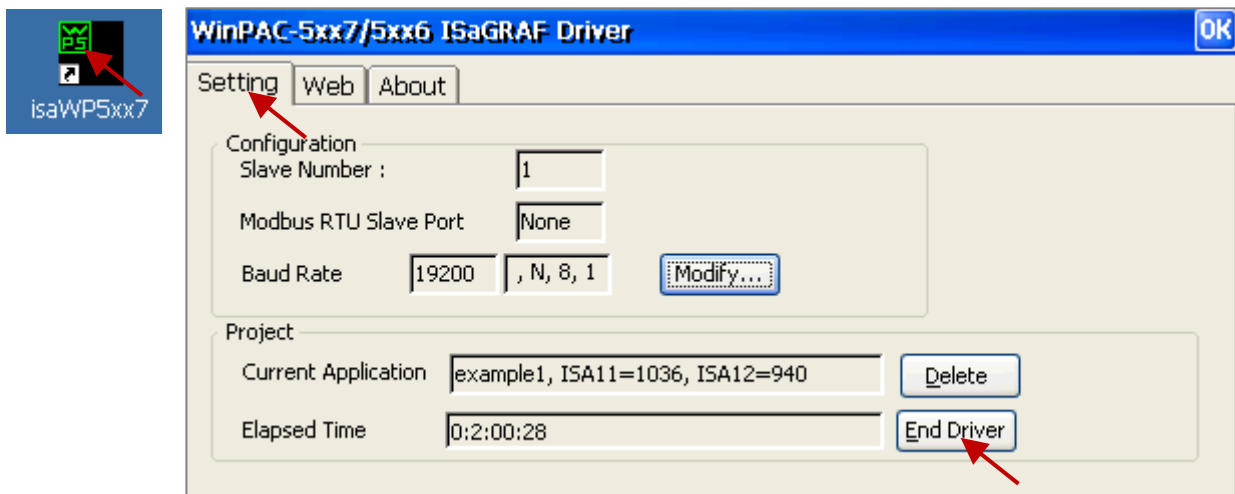 WPS
isaWP5xx7
WinPAC-5xx7/5xx6 ISaGRAF Driver OK
Setting Web About
Configuration
Slave Number : 1
Modbus RTU Slave Port None
Baud Rate 19200 , N, 8, 1 Modify...
Project
Current Application example1, ISA11=1036, ISA12=940 Delete
Elapsed Time 0:2:00:28 End Driver